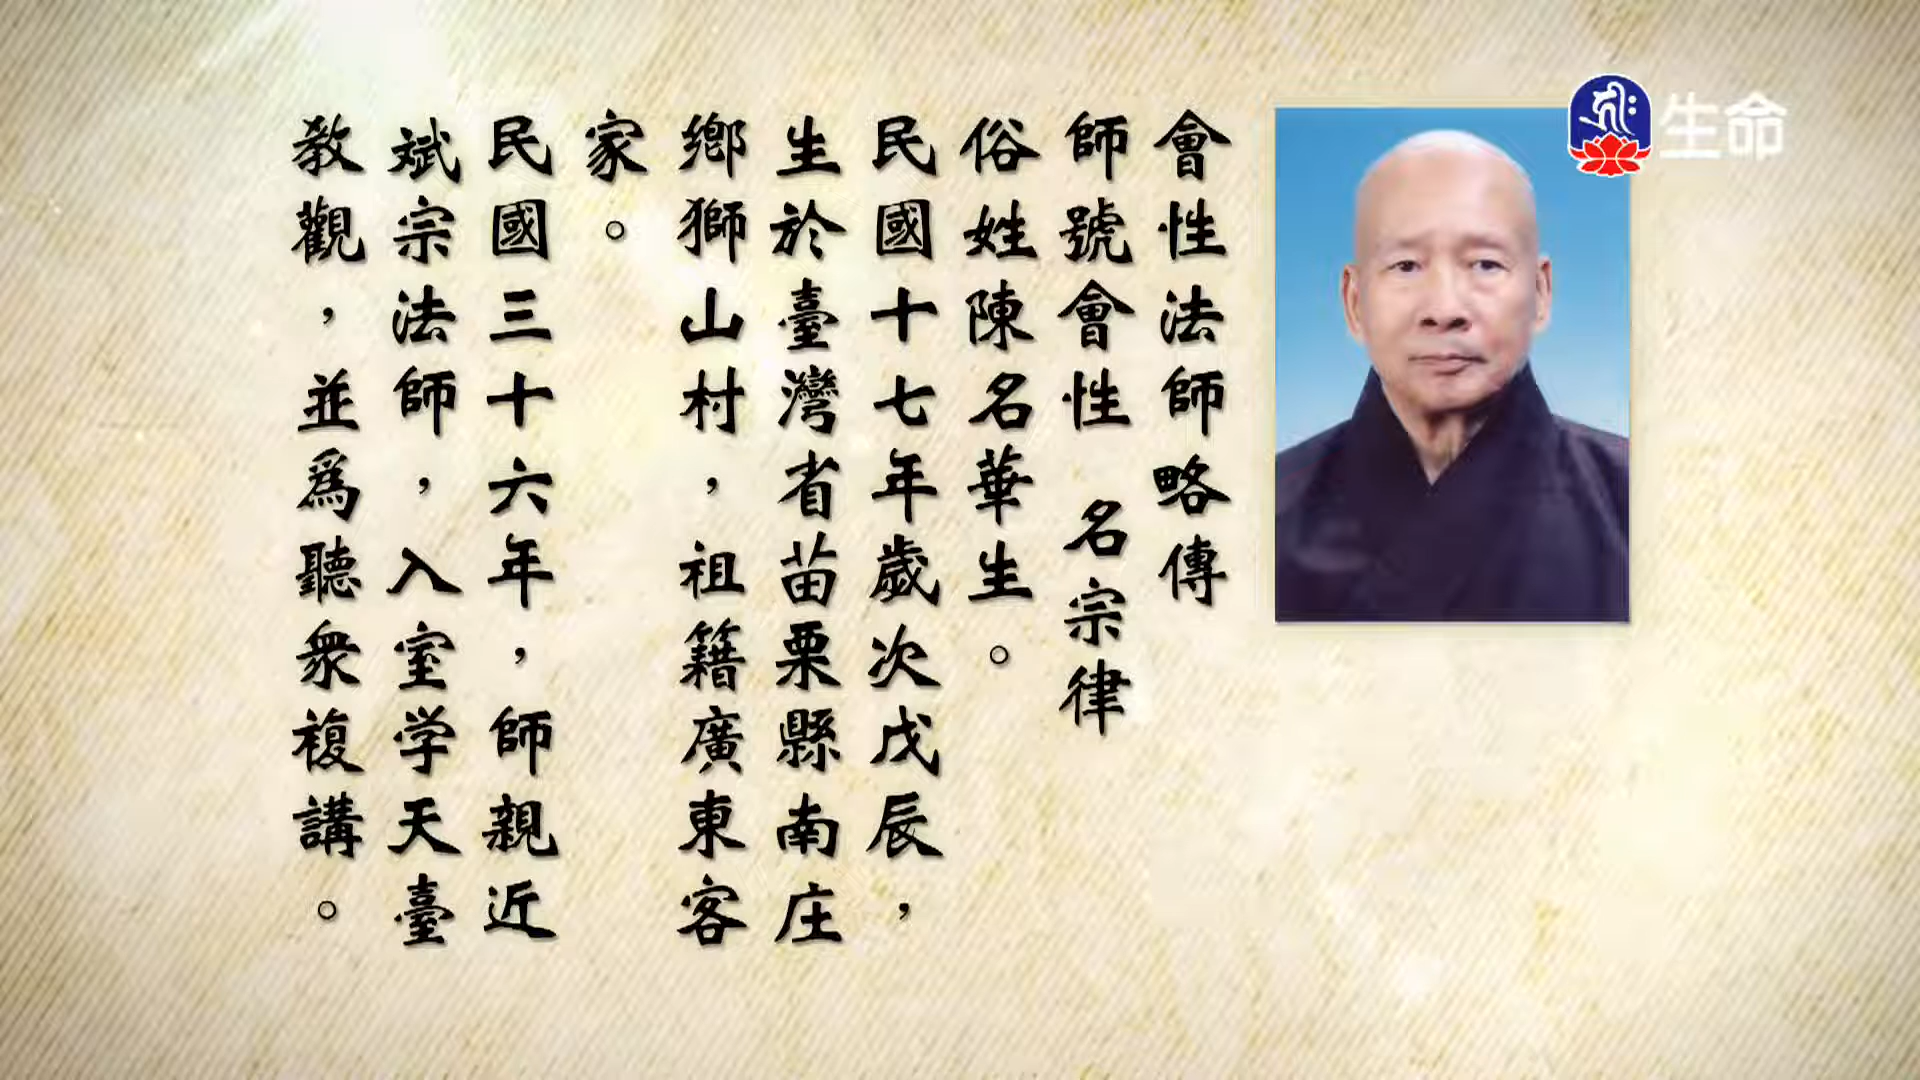 會性法師略傳
師號會性 名宗律
俗姓陳名華生。
民國十七年歲次戊辰，
生於臺灣省苗栗縣南庄
鄉獅山村，祖籍廣東客
家。
民國三十六年，師親近
斌宗法師，入室学天臺
教觀，並爲聽衆複講。
生命